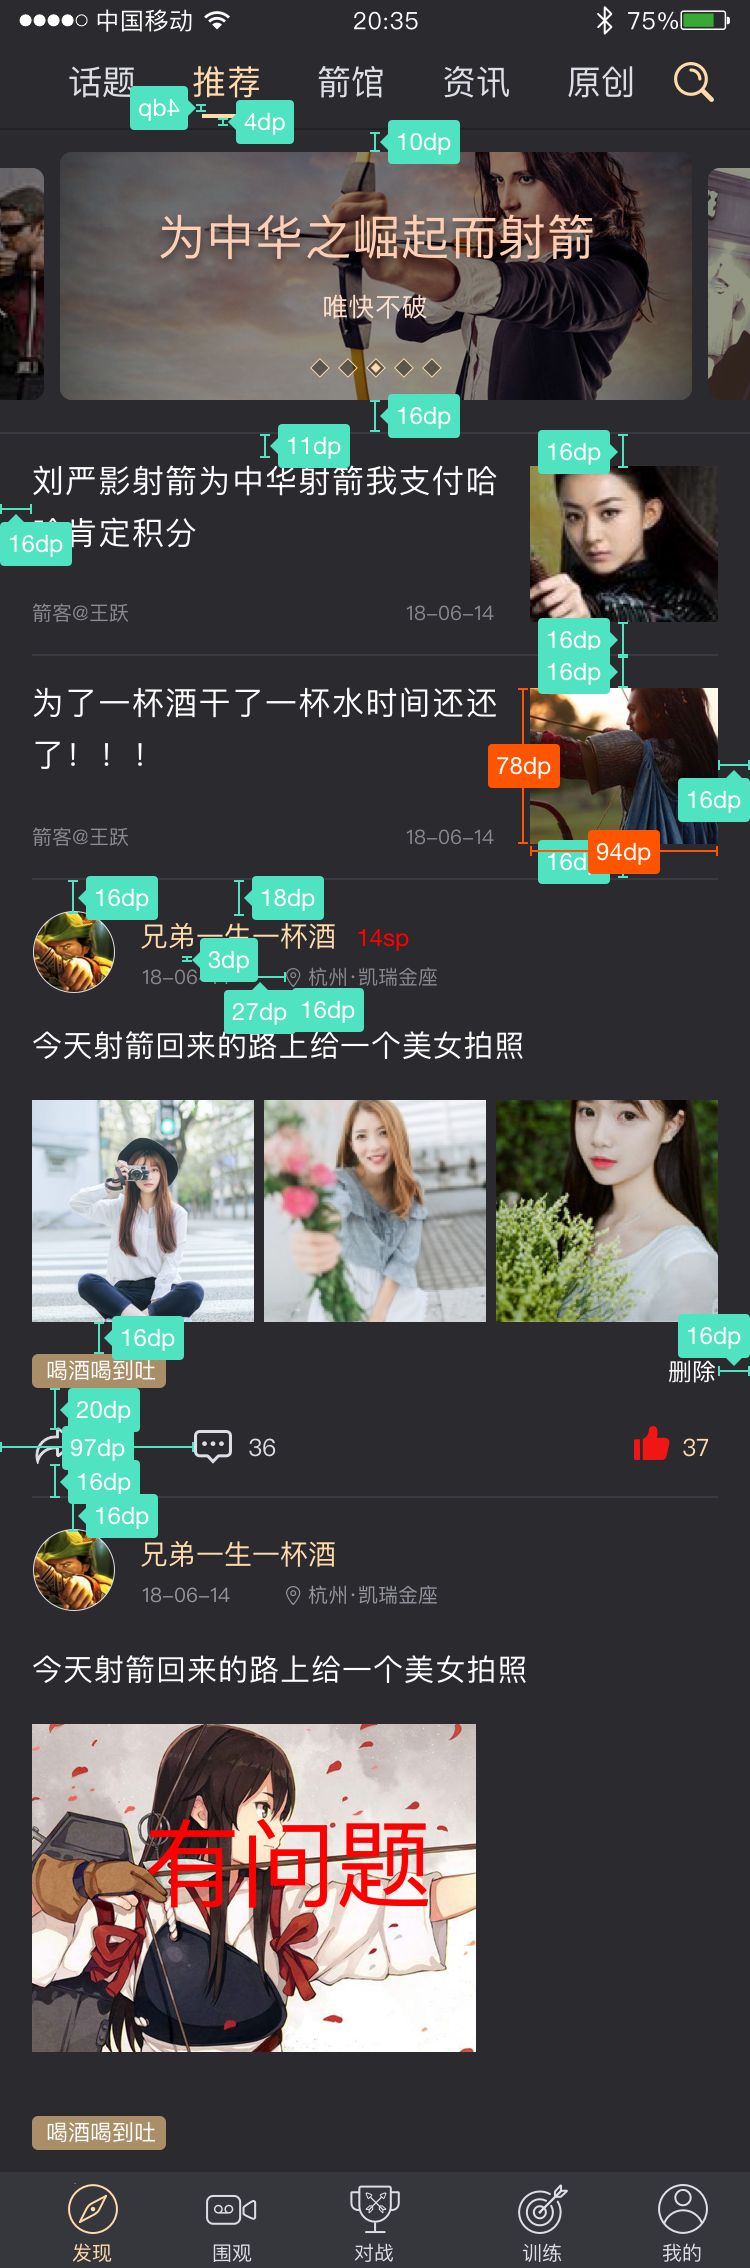 中国移动 20:35 75%
话题 推荐 箭馆 资讯 原创
4dp 4dp
10dp
为中华之崛起而射箭
唯快不破
16dp
11dp 16dp
刘严影射箭为中华射箭我支付哈
肯定积分
16dp
箭客@王跃 18-06-14
16dp
16dp
为了一杯酒干了一杯水时间还还
了！！！
78dp
16dp
箭客@王跃 18-06-14
16d 94dp
16dp 18dp
兄弟一生一杯酒 14sp
3dp
18-06 杭州·凯瑞金座
27dp 16dp
今天射箭回来的路上给一个美女拍照
16dp 16dp
喝酒喝到吐 删除
20dp
97dp 36 37
16dp
16dp
兄弟一生一杯酒
18-06-14 杭州·凯瑞金座
今天射箭回来的路上给一个美女拍照
有问题
喝酒喝到吐
发现 围观 对战 训练 我的